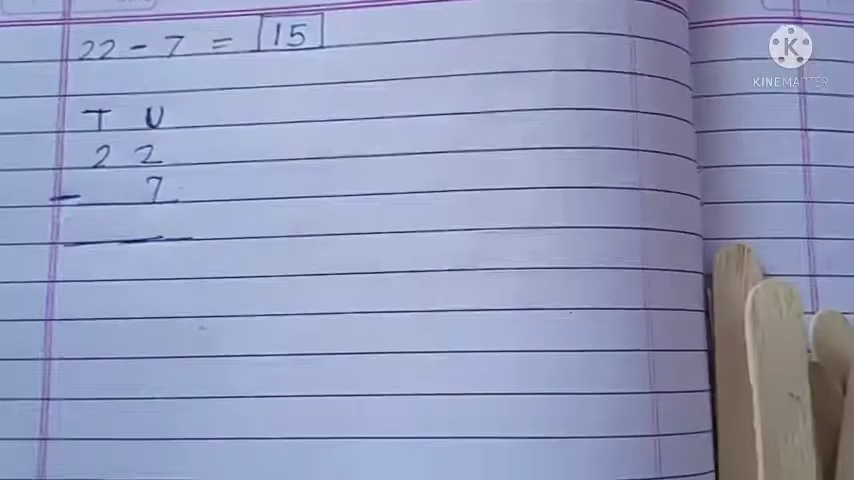 22 - 7 = 15
T U
2 2
- 7
K
KINEMASTER